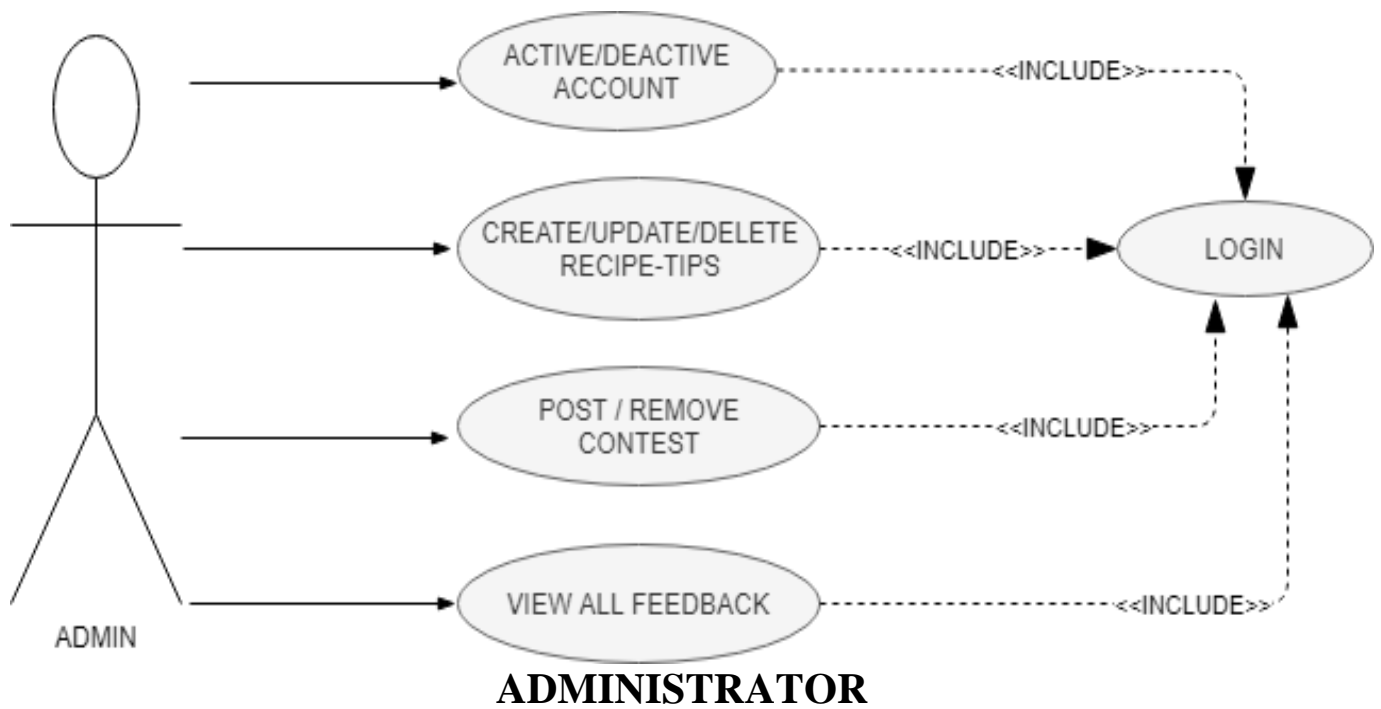 ACTIVE/DEACTIVE
ACCOUNT
<<INCLUDE>>
CREATE/UPDATE/DELETE
RECIPE-TIPS
<<INCLUDE>>
LOGIN
POST / REMOVE
CONTEST
<<INCLUDE>>
VIEW ALL FEEDBACK
<<INCLUDE>>
ADMIN
ADMINISTRATOR